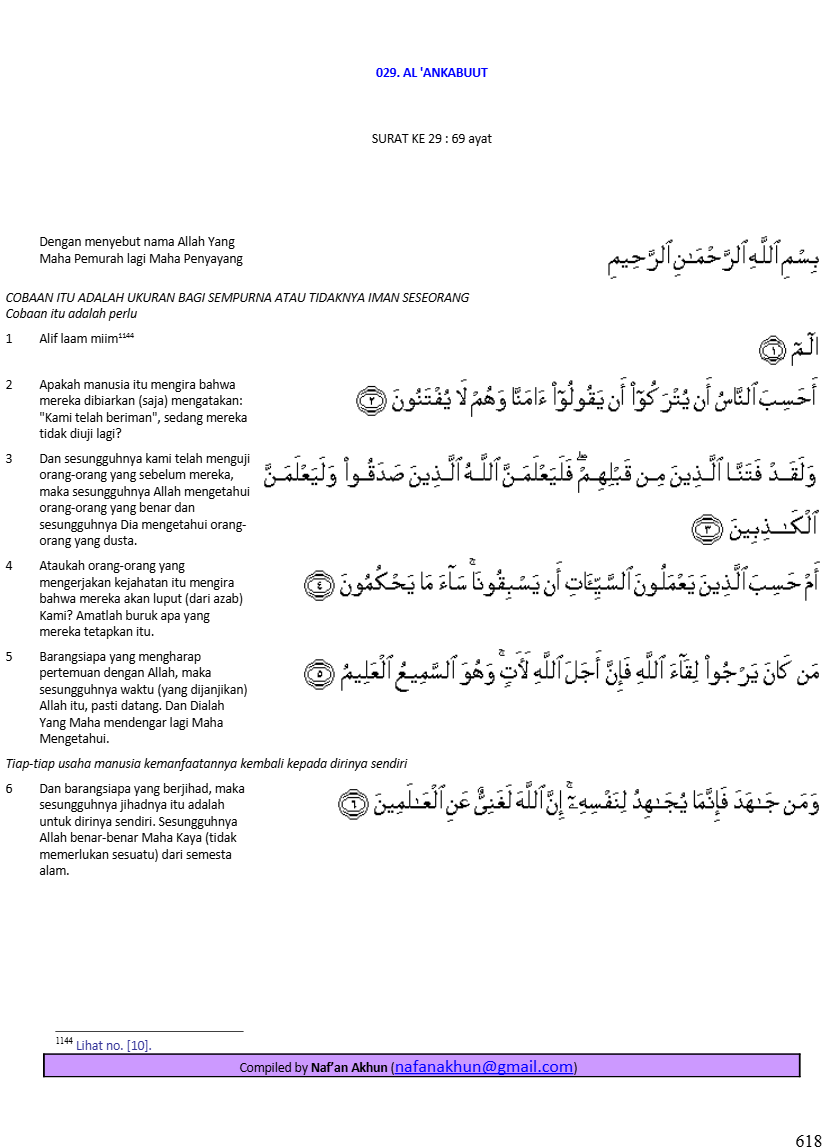 029. AL 'ANKABUUT
SURAT KE 29 : 69 ayat
Dengan menyebut nama Allah Yang
Maha Pemurah lagi Maha Penyayang
بِسْمِ ٱللَّهِ ٱلرَّحْمَٰنِ ٱلرَّحِيمِ
COBAAN ITU ADALAH UKURAN BAGI SEMPURNA ATAU TIDAKNYA IMAN SESEORANG
Cobaan itu adalah perlu
1 Alif laam miim¹¹⁴⁴
الٓمٓ ١
2 Apakah manusia itu mengira bahwa
mereka dibiarkan (saja) mengatakan:
"Kami telah beriman", sedang mereka
tidak diuji lagi?
أَحَسِبَ ٱلنَّاسُ أَن يُتْرَكُوٓا۟ أَن يَقُولُوٓا۟ ءَامَنَّا وَهُمْ لَا يُفْتَنُونَ ٢
3 Dan sesungguhnya kami telah menguji
orang-orang yang sebelum mereka,
maka sesungguhnya Allah mengetahui
orang-orang yang benar dan
sesungguhnya Dia mengetahui orang-
orang yang dusta.
وَلَقَدْ فَتَنَّا ٱلَّذِينَ مِن قَبْلِهِمْ ۖ فَلَيَعْلَمَنَّ ٱللَّهُ ٱلَّذِينَ صَدَقُوا۟ وَلَيَعْلَمَنَّ
ٱلْكَٰذِبِينَ ٣
4 Ataukah orang-orang yang
mengerjakan kejahatan itu mengira
bahwa mereka akan luput (dari azab)
Kami? Amatlah buruk apa yang
mereka tetapkan itu.
أَمْ حَسِبَ ٱلَّذِينَ يَعْمَلُونَ ٱلسَّيِّـَٔاتِ أَن يَسْبِقُونَا ۚ سَآءَ مَا يَحْكُمُونَ ٤
5 Barangsiapa yang mengharap
pertemuan dengan Allah, maka
sesungguhnya waktu (yang dijanjikan)
Allah itu, pasti datang. Dan Dialah
Yang Maha mendengar lagi Maha
Mengetahui.
مَن كَانَ يَرْجُوا۟ لِقَآءَ ٱللَّهِ فَإِنَّ أَجَلَ ٱللَّهِ لَءَاتٍ ۚ وَهُوَ ٱلسَّمِيعُ ٱلْعَلِيمُ ٥
Tiap-tiap usaha manusia kemanfaatannya kembali kepada dirinya sendiri
6 Dan barangsiapa yang berjihad, maka
sesungguhnya jihadnya itu adalah
untuk dirinya sendiri. Sesungguhnya
Allah benar-benar Maha Kaya (tidak
memerlukan sesuatu) dari semesta
alam.
وَمَن جَٰهَدَ فَإِنَّمَا يُجَٰهِدُ لِنَفْسِهِۦٓ ۚ إِنَّ ٱللَّهَ لَغَنِىٌّ عَنِ ٱلْعَٰلَمِينَ ٦
1144 Lihat no. [10].
Compiled by Naf'an Akhun (nafanakhun@gmail.com)
618